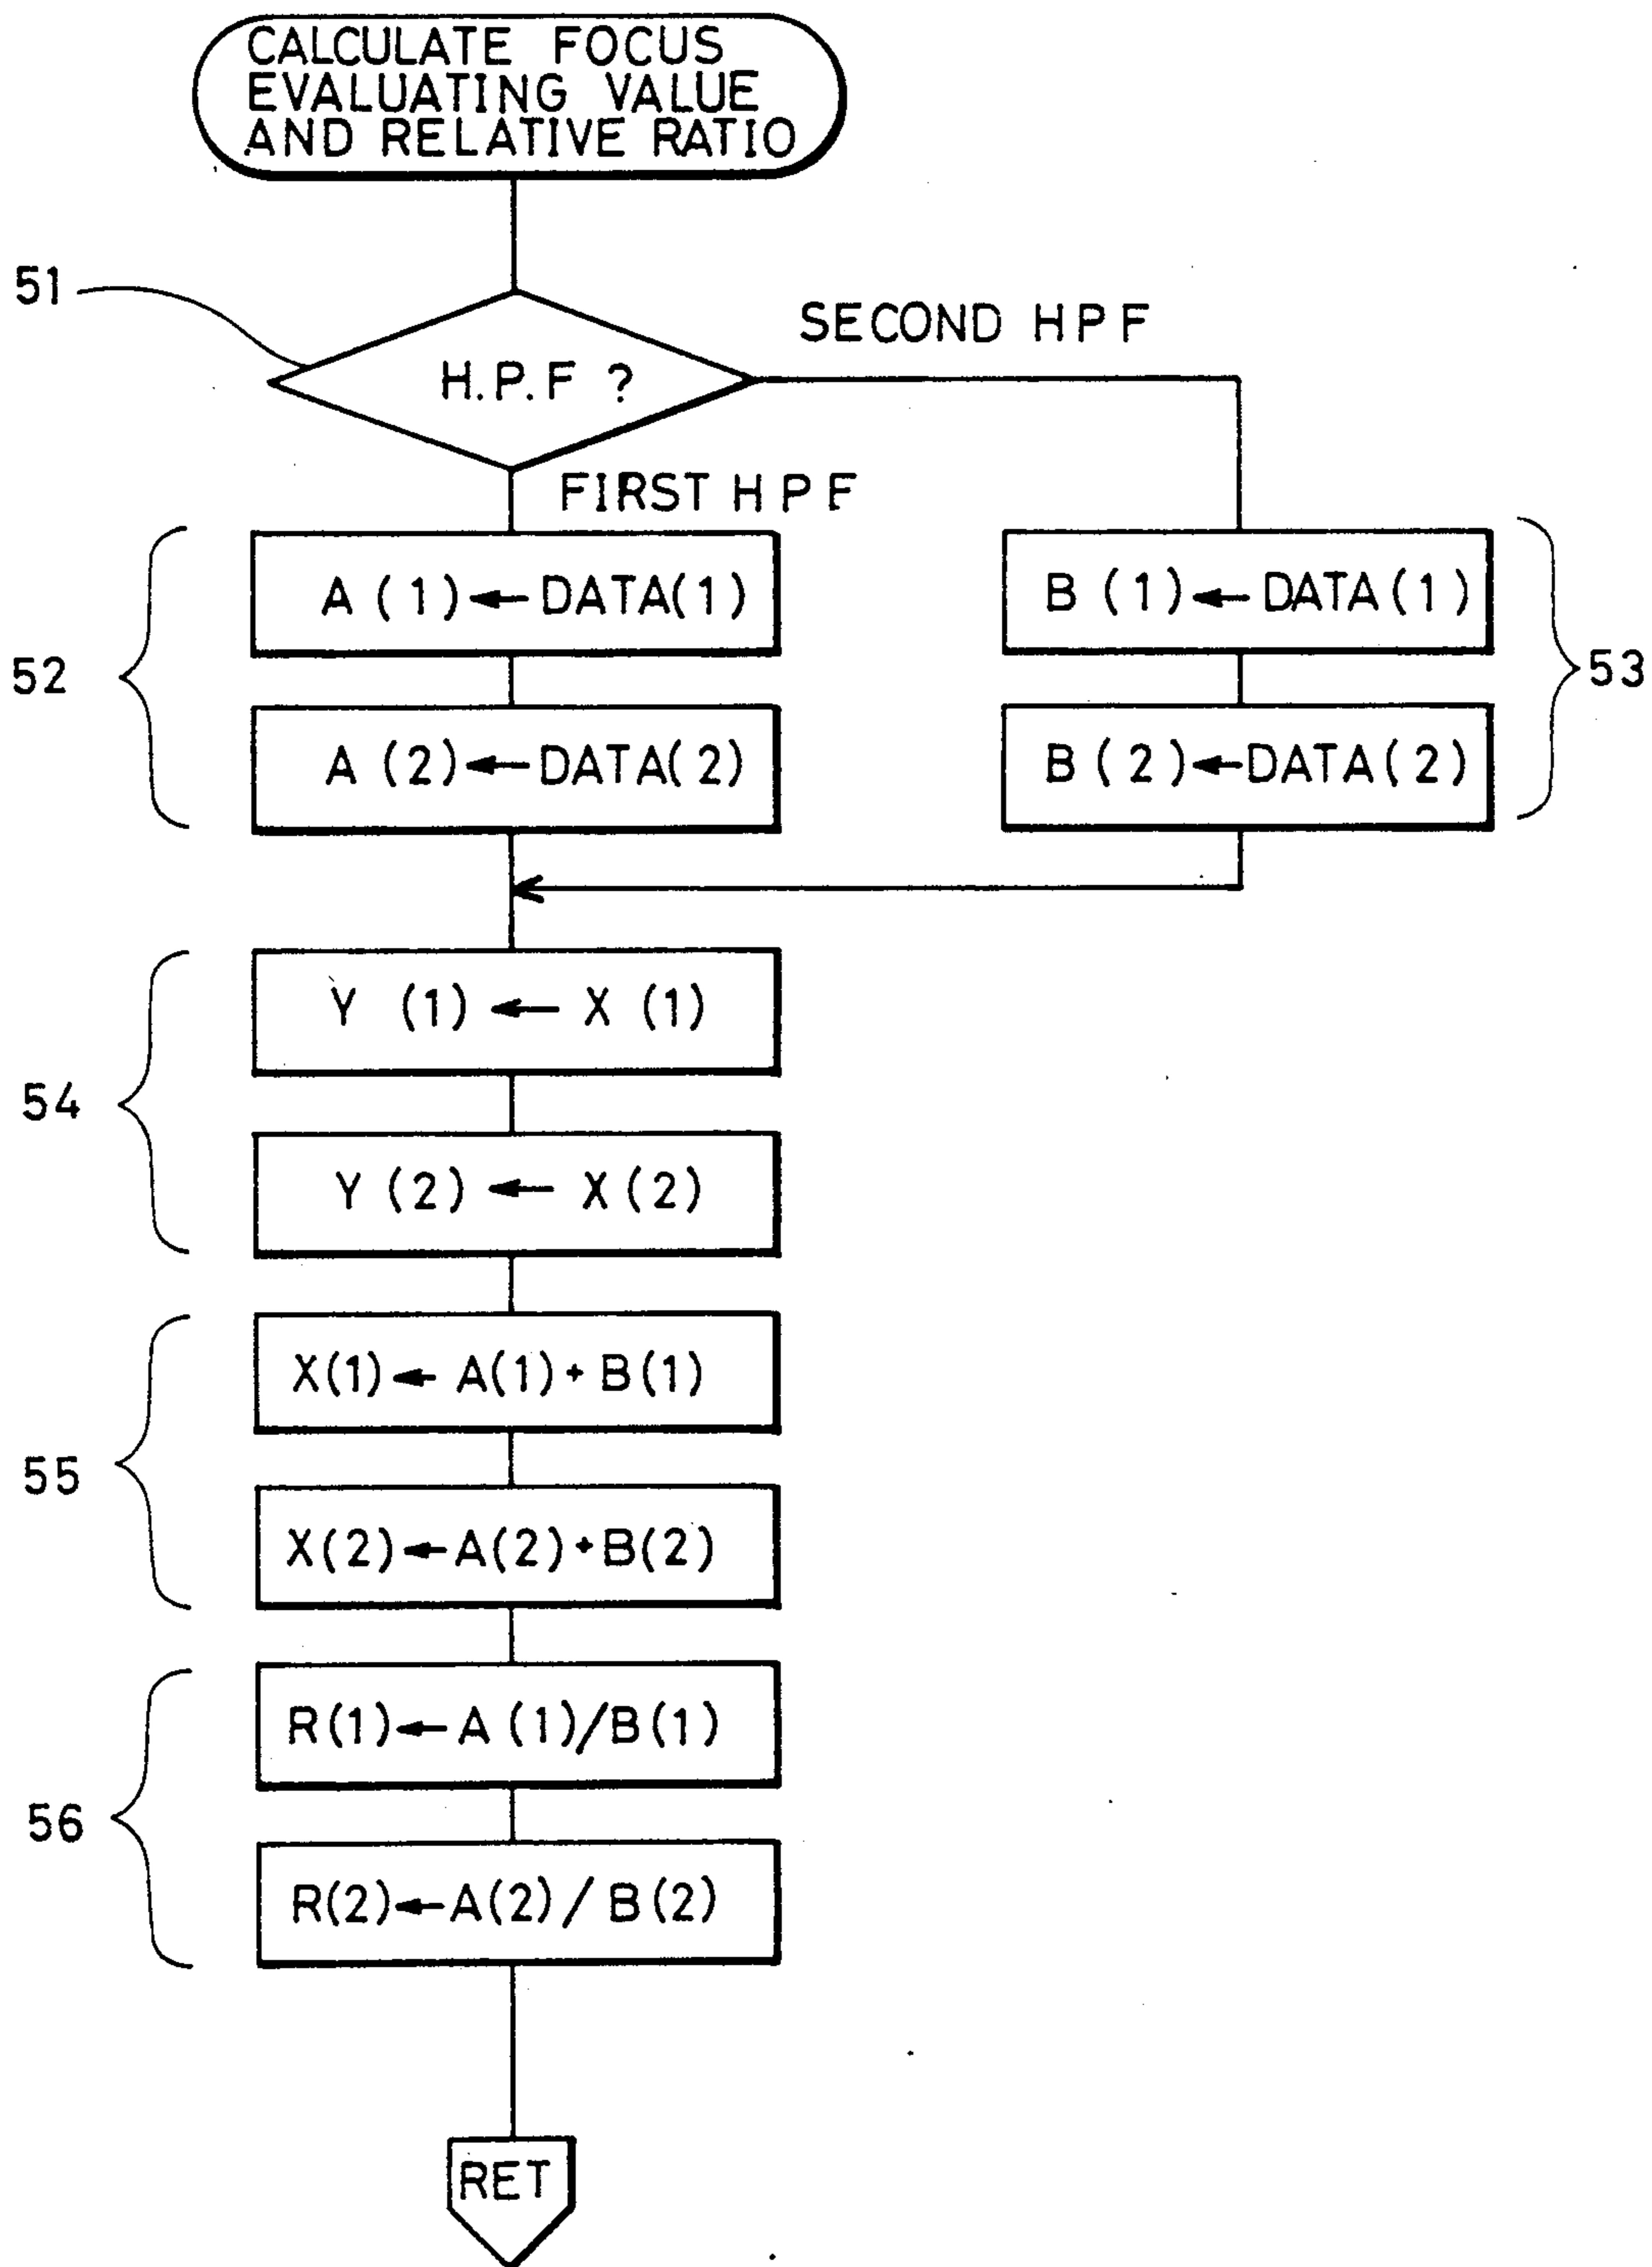 CALCULATE FOCUS
EVALUATING VALUE
AND RELATIVE RATIO
51
H.P.F ?
SECOND HPF
FIRST HPF
52
A (1) ← DATA(1)
A (2) ← DATA(2)
B (1) ← DATA(1)
B (2) ← DATA(2)
53
54
Y (1) ← X (1)
Y (2) ← X (2)
55
X(1) ← A(1) + B(1)
X(2) ← A(2) + B(2)
56
R(1) ← A(1)/B(1)
R(2) ← A(2)/B(2)
RET